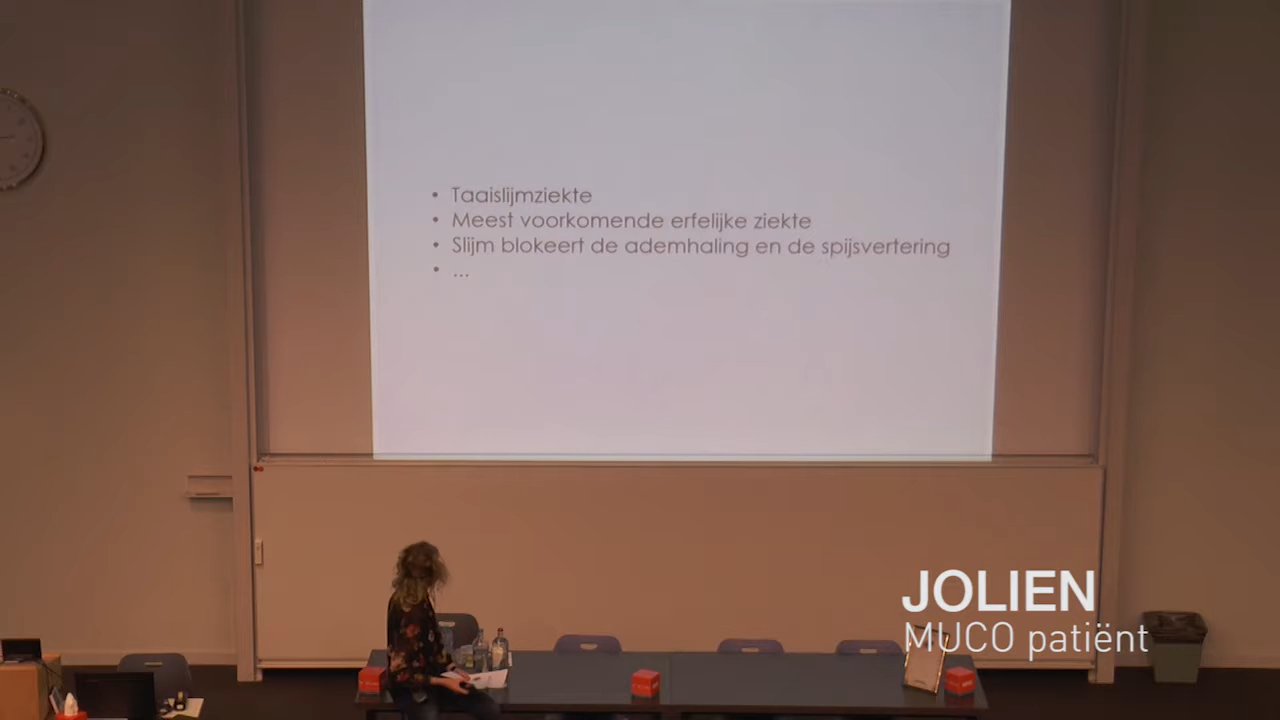 • Taaislijmziekte
• Meest voorkomende erfelijke ziekte
• Slijm blokeert de ademhaling en de spijsvertering
• ...
JOLIEN
MUCO patiënt